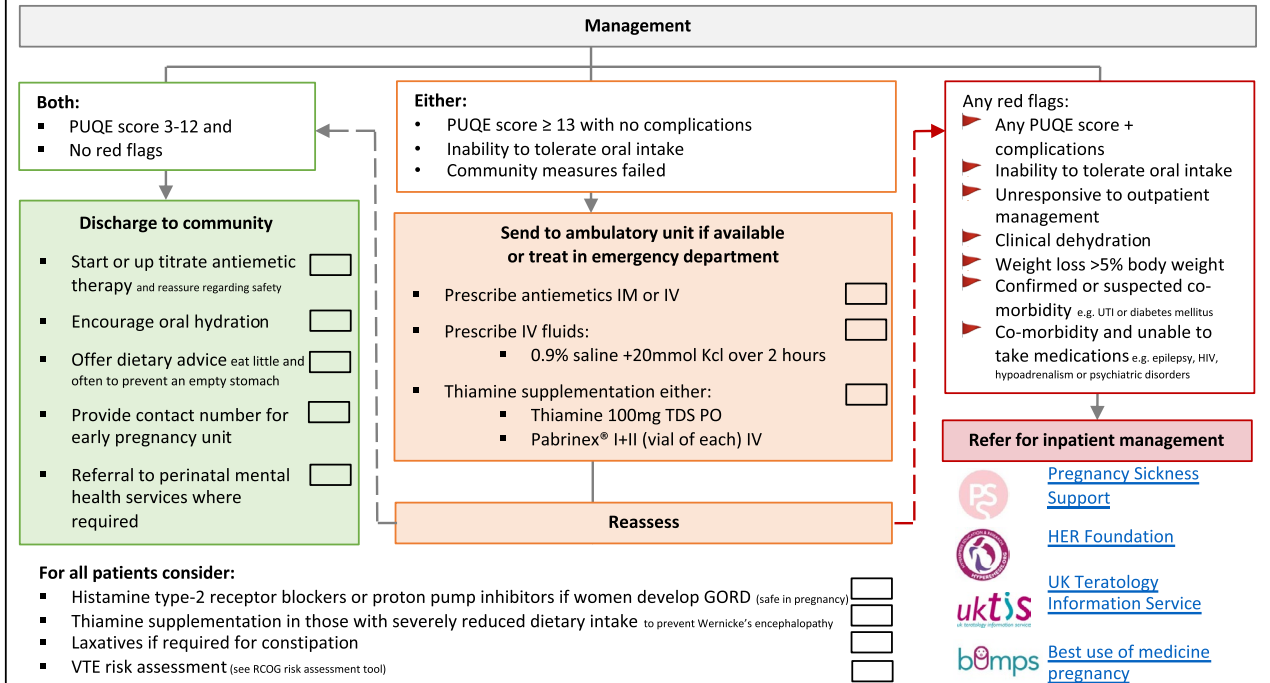 Management
Both:
▪ PUQE score 3-12 and
▪ No red flags
Discharge to community
▪ Start or up titrate antiemetic
therapy and reassure regarding safety
▪ Encourage oral hydration
▪ Offer dietary advice eat little and
often to prevent an empty stomach
▪ Provide contact number for
early pregnancy unit
▪ Referral to perinatal mental
health services where
required
Either:
• PUQE score ≥ 13 with no complications
• Inability to tolerate oral intake
• Community measures failed
Send to ambulatory unit if available
or treat in emergency department
▪ Prescribe antiemetics IM or IV
▪ Prescribe IV fluids:
▪ 0.9% saline +20mmol Kcl over 2 hours
▪ Thiamine supplementation either:
▪ Thiamine 100mg TDS PO
▪ Pabrinex® I+II (vial of each) IV
Reassess
Any red flags:
Any PUQE score +
complications
Inability to tolerate oral intake
Unresponsive to outpatient
management
Clinical dehydration
Weight loss >5% body weight
Confirmed or suspected co-
morbidity e.g. UTI or diabetes mellitus
Co-morbidity and unable to
take medications e.g. epilepsy, HIV,
hypoadrenalism or psychiatric disorders
Refer for inpatient management
PS
Pregnancy Sickness
Support
HYPEREMESIS.ORG
HER Foundation
uktis
uk teratology information service
UK Teratology
Information Service
bumps
Best use of medicine
pregnancy
For all patients consider:
▪ Histamine type-2 receptor blockers or proton pump inhibitors if women develop GORD (safe in pregnancy)
▪ Thiamine supplementation in those with severely reduced dietary intake to prevent Wernicke's encephalopathy
▪ Laxatives if required for constipation
▪ VTE risk assessment (see RCOG risk assessment tool)